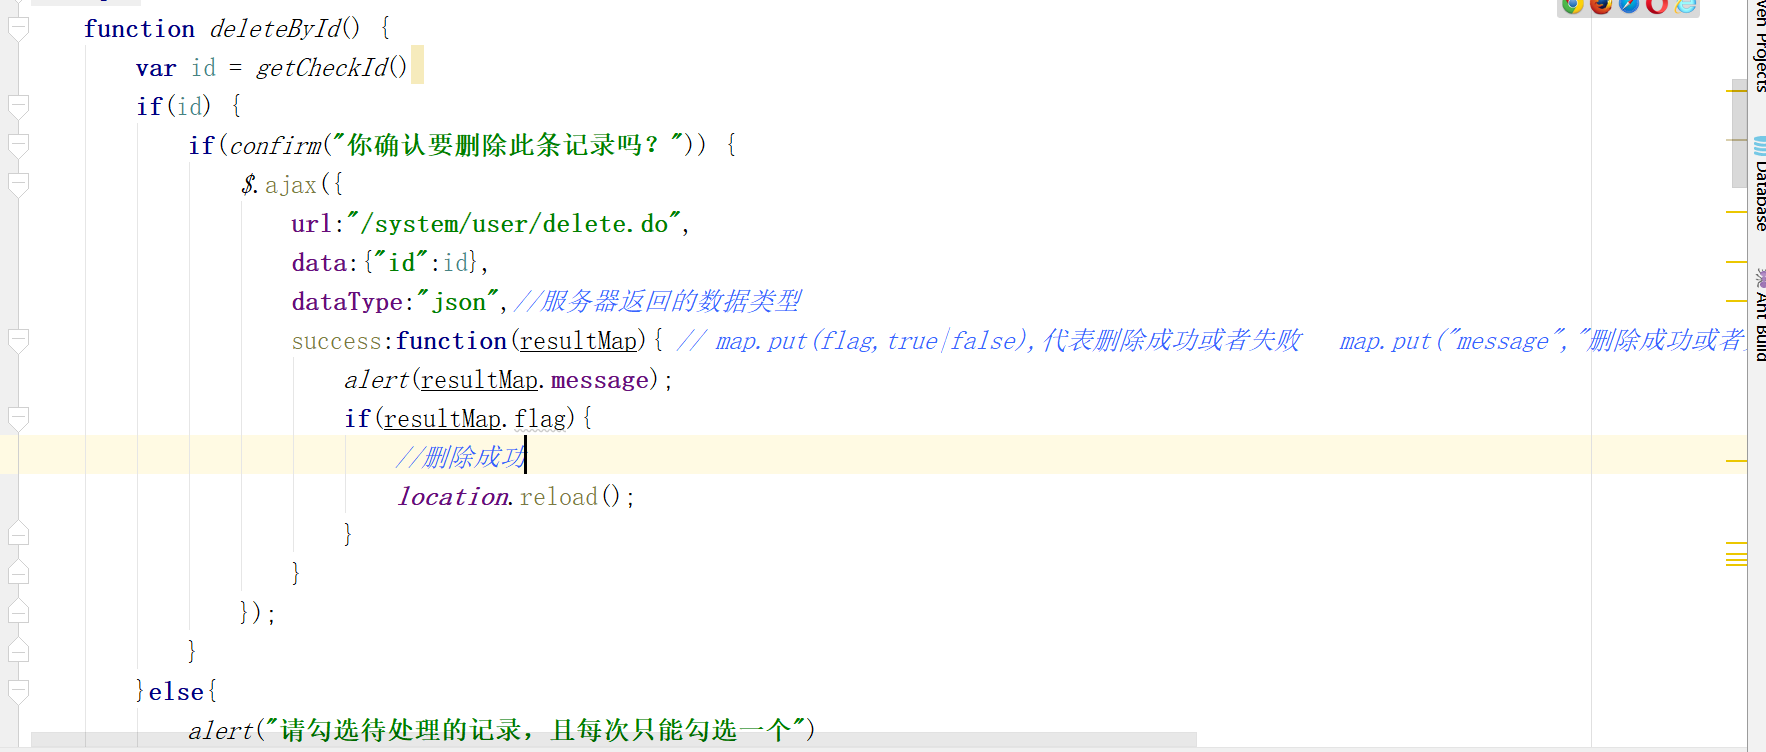 function deleteById() {
var id = getCheckId()
if(id) {
if(confirm("你确认要删除此条记录吗？")) {
$.ajax({
url:"/system/user/delete.do",
data:{"id":id},
dataType:"json",//服务器返回的数据类型
success:function(resultMap){ // map.put(flag,true|false),代表删除成功或者失败   map.put("message","删除成功或者
alert(resultMap.message);
if(resultMap.flag){
//删除成功
location.reload();
}
}
});
}
}else{
alert("请勾选待处理的记录，且每次只能勾选一个")
ven Projects
Database
Ant Build